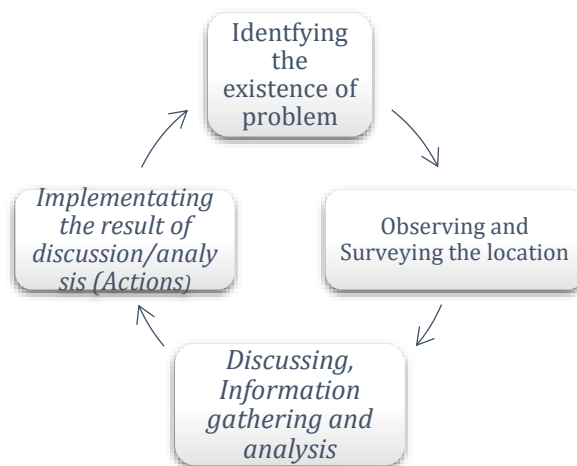 Identfying
the
existence of
problem
Observing and
Surveying the location
Discussing,
Information
gathering and
analysis
Implementating
the result of
discussion/analy
sis (Actions)